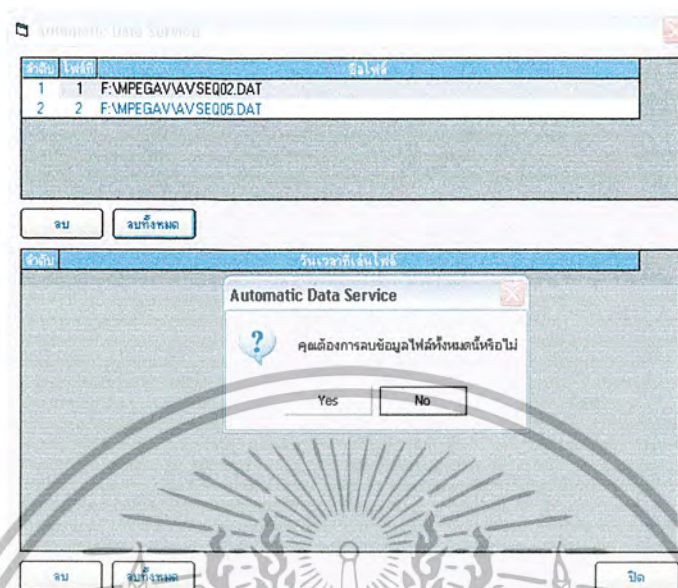 Automatic Data Service
ลำดับ ไฟล์ที่ ชื่อไฟล์
1 1 F:\MPEGAV\AVSEQ02.DAT
2 2 F:\MPEGAV\AVSEQ05.DAT
ลบ ลบทั้งหมด
ลำดับ วันเวลาที่เล่นไฟล์
Automatic Data Service
คุณต้องการลบข้อมูลไฟล์ทั้งหมดนี้หรือไม่
Yes No
ลบ ลบทั้งหมด ปิด